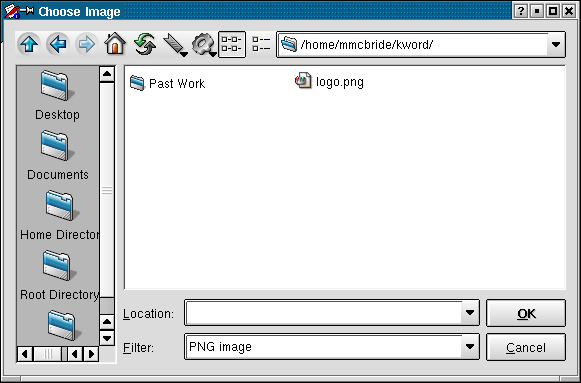 Choose Image
/home/mmcbride/kword/
Desktop
Documents
Home Director
Root Directory
Past Work
logo.png
Location:
OK
Filter:
PNG image
Cancel